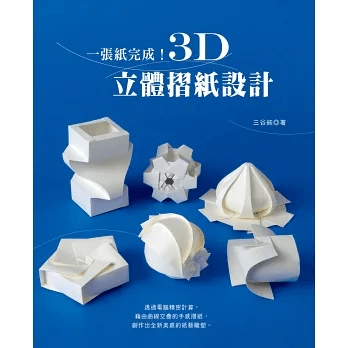 一張紙完成！3D
立體摺紙設計
三谷純◎著
透過電腦精密計算，
藉由曲線交疊的手感摺紙，
創作出全新美感的紙藝雕塑。